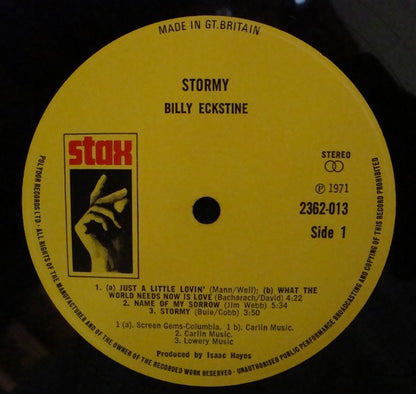 MADE IN GT. BRITAIN
STORMY
BILLY ECKSTINE
stax
STEREO
Ⓟ 1971
2362-013
Side 1
1. (a) JUST A LITTLE LOVIN' (Mann/Weil); (b) WHAT THE
WORLD NEEDS NOW IS LOVE (Bacharach/David) 4:22
2. NAME OF MY SORROW (Jim Webb) 5:34
3. STORMY (Buie/Cobb) 3:50
1 (a). Screen Gems-Columbia, 1 b). Carlin Music.
2. Carlin Music.
3. Lowery Music
Produced by Isaac Hayes
POLYDOR RECORDS LTD · ALL RIGHTS OF THE MANUFACTURER AND OF THE OWNER OF THE RECORDED WORK RESERVED · UNAUTHORISED PUBLIC PERFORMANCE BROADCASTING AND COPYING OF THIS RECORD PROHIBITED